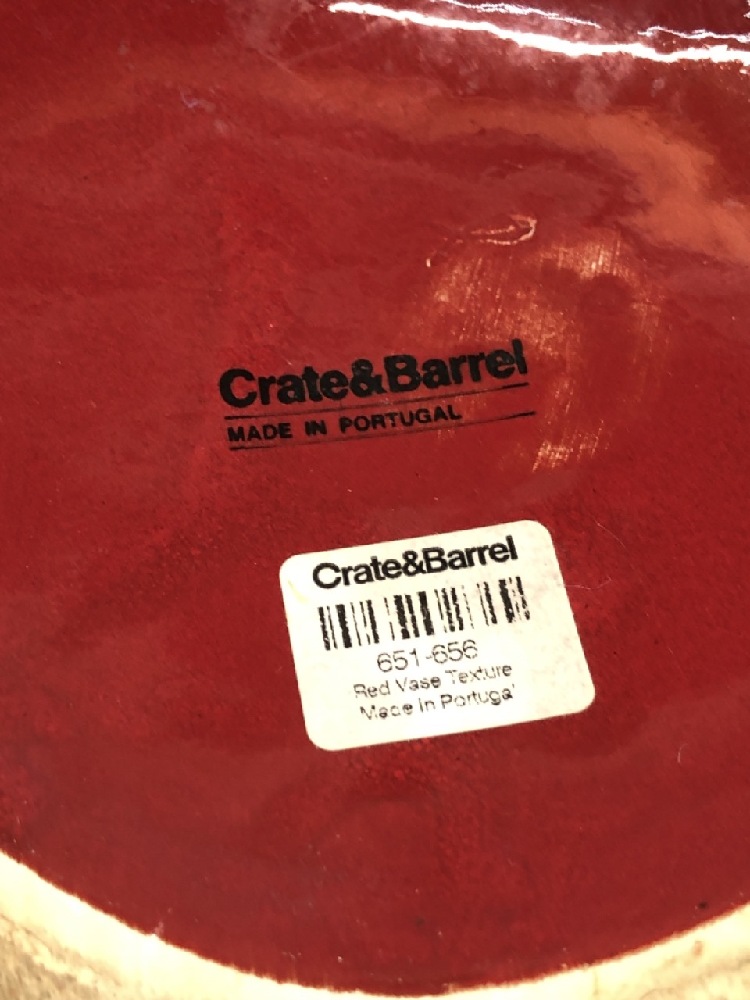 Crate&Barrel
MADE IN PORTUGAL
Crate&Barrel
651-656
Red Vase Texture
Made in Portugal